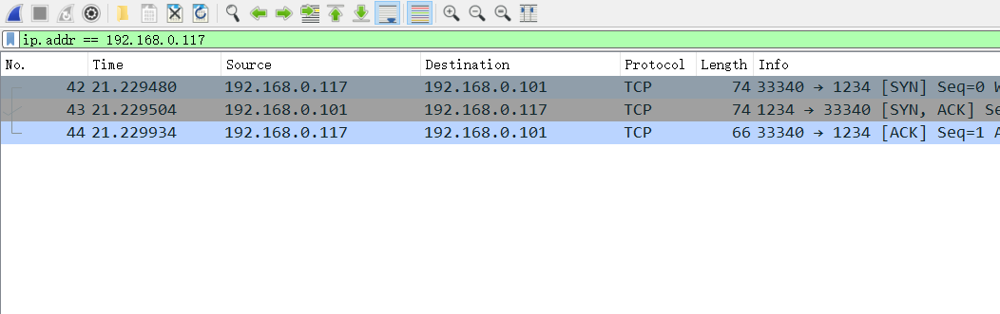 ip.addr == 192.168.0.117
No. Time Source Destination Protocol Length Info
42 21.229480 192.168.0.117 192.168.0.101 TCP 74 33340 → 1234 [SYN] Seq=0 W
43 21.229504 192.168.0.101 192.168.0.117 TCP 74 1234 → 33340 [SYN, ACK] Se
44 21.229934 192.168.0.117 192.168.0.101 TCP 66 33340 → 1234 [ACK] Seq=1 A